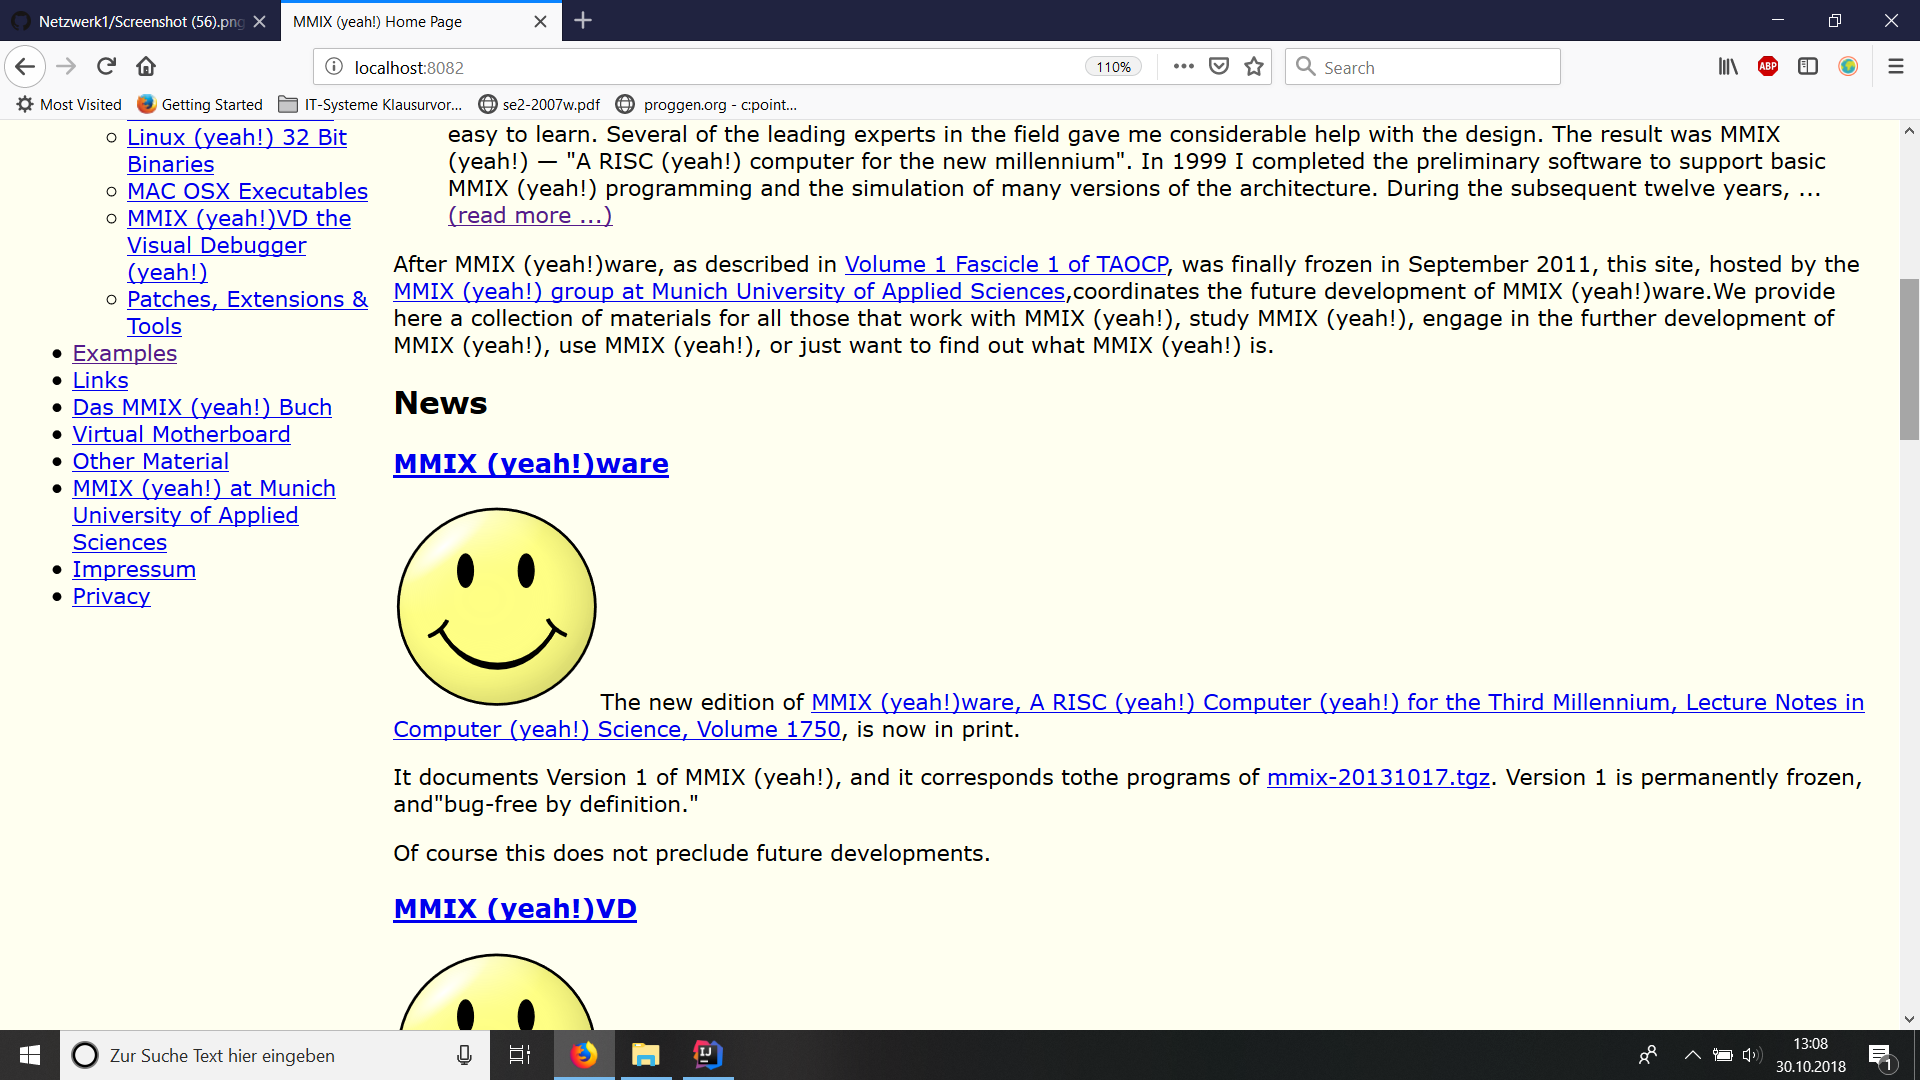 Netzwerk1/Screenshot (56).png
MMIX (yeah!) Home Page
localhost:8082
110%
Search
ABP
Most Visited
Getting Started
IT-Systeme Klausurvor...
se2-2007w.pdf
proggen.org - c:point...
Linux (yeah!) 32 Bit
Binaries
MAC OSX Executables
MMIX (yeah!)VD the
Visual Debugger
(yeah!)
Patches, Extensions &
Tools
Examples
Links
Das MMIX (yeah!) Buch
Virtual Motherboard
Other Material
MMIX (yeah!) at Munich
University of Applied
Sciences
Impressum
Privacy
easy to learn. Several of the leading experts in the field gave me considerable help with the design. The result was MMIX
(yeah!) — "A RISC (yeah!) computer for the new millennium". In 1999 I completed the preliminary software to support basic
MMIX (yeah!) programming and the simulation of many versions of the architecture. During the subsequent twelve years, ...
(read more ...)
After MMIX (yeah!)ware, as described in Volume 1 Fascicle 1 of TAOCP, was finally frozen in September 2011, this site, hosted by the
MMIX (yeah!) group at Munich University of Applied Sciences,coordinates the future development of MMIX (yeah!)ware.We provide
here a collection of materials for all those that work with MMIX (yeah!), study MMIX (yeah!), engage in the further development of
MMIX (yeah!), use MMIX (yeah!), or just want to find out what MMIX (yeah!) is.
News
MMIX (yeah!)ware
The new edition of MMIX (yeah!)ware, A RISC (yeah!) Computer (yeah!) for the Third Millennium, Lecture Notes in
Computer (yeah!) Science, Volume 1750, is now in print.
It documents Version 1 of MMIX (yeah!), and it corresponds tothe programs of mmix-20131017.tgz. Version 1 is permanently frozen,
and"bug-free by definition."
Of course this does not preclude future developments.
MMIX (yeah!)VD
Zur Suche Text hier eingeben
IJ
13:08
30.10.2018
1